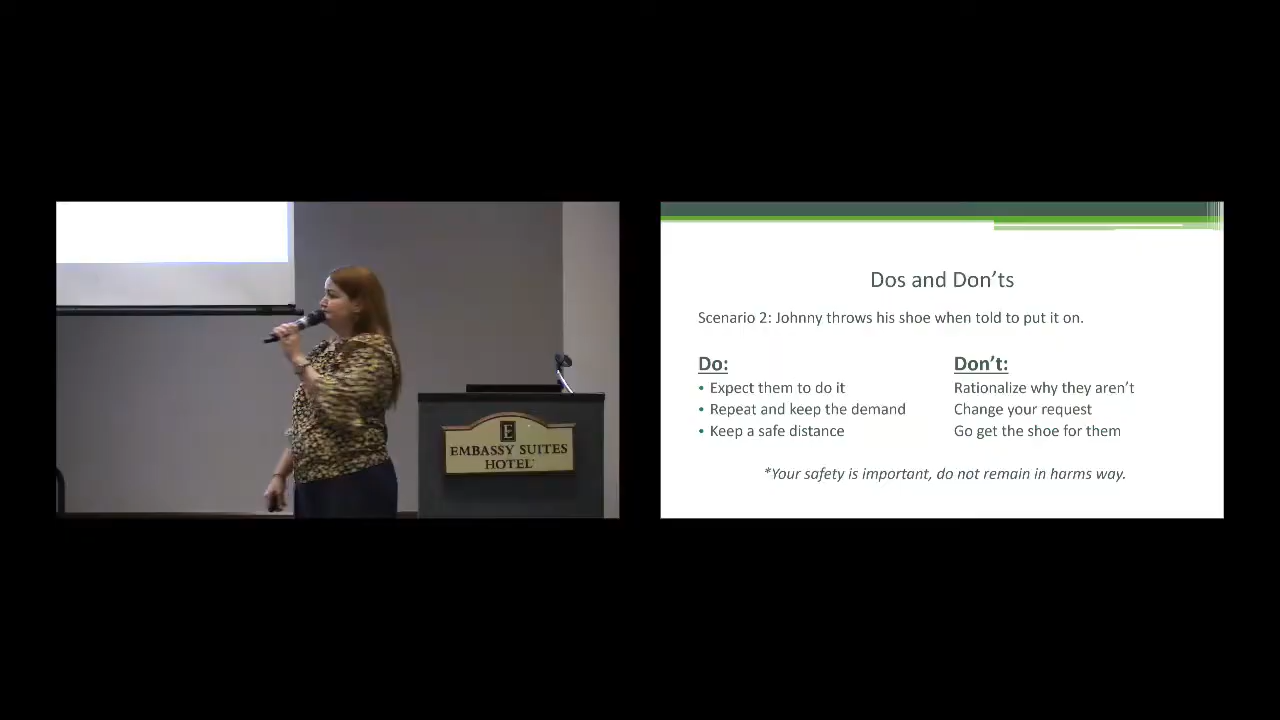 E
EMBASSY SUITES
HOTEL
Dos and Don'ts
Scenario 2: Johnny throws his shoe when told to put it on.
Do:
• Expect them to do it
• Repeat and keep the demand
• Keep a safe distance
Don't:
Rationalize why they aren't
Change your request
Go get the shoe for them
*Your safety is important, do not remain in harms way.